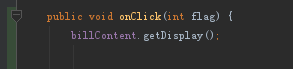 public void onClick(int flag) {
billContent.getDisplay();